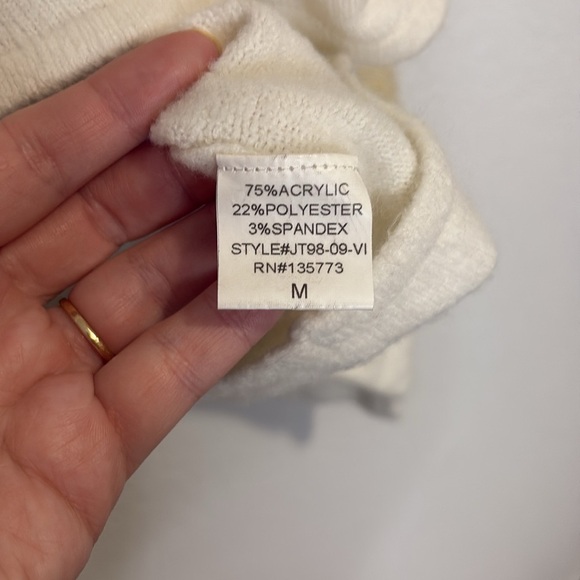 75%ACRYLIC
22%POLYESTER
3%SPANDEX
STYLE#JT98-09-VI
RN#135773
M